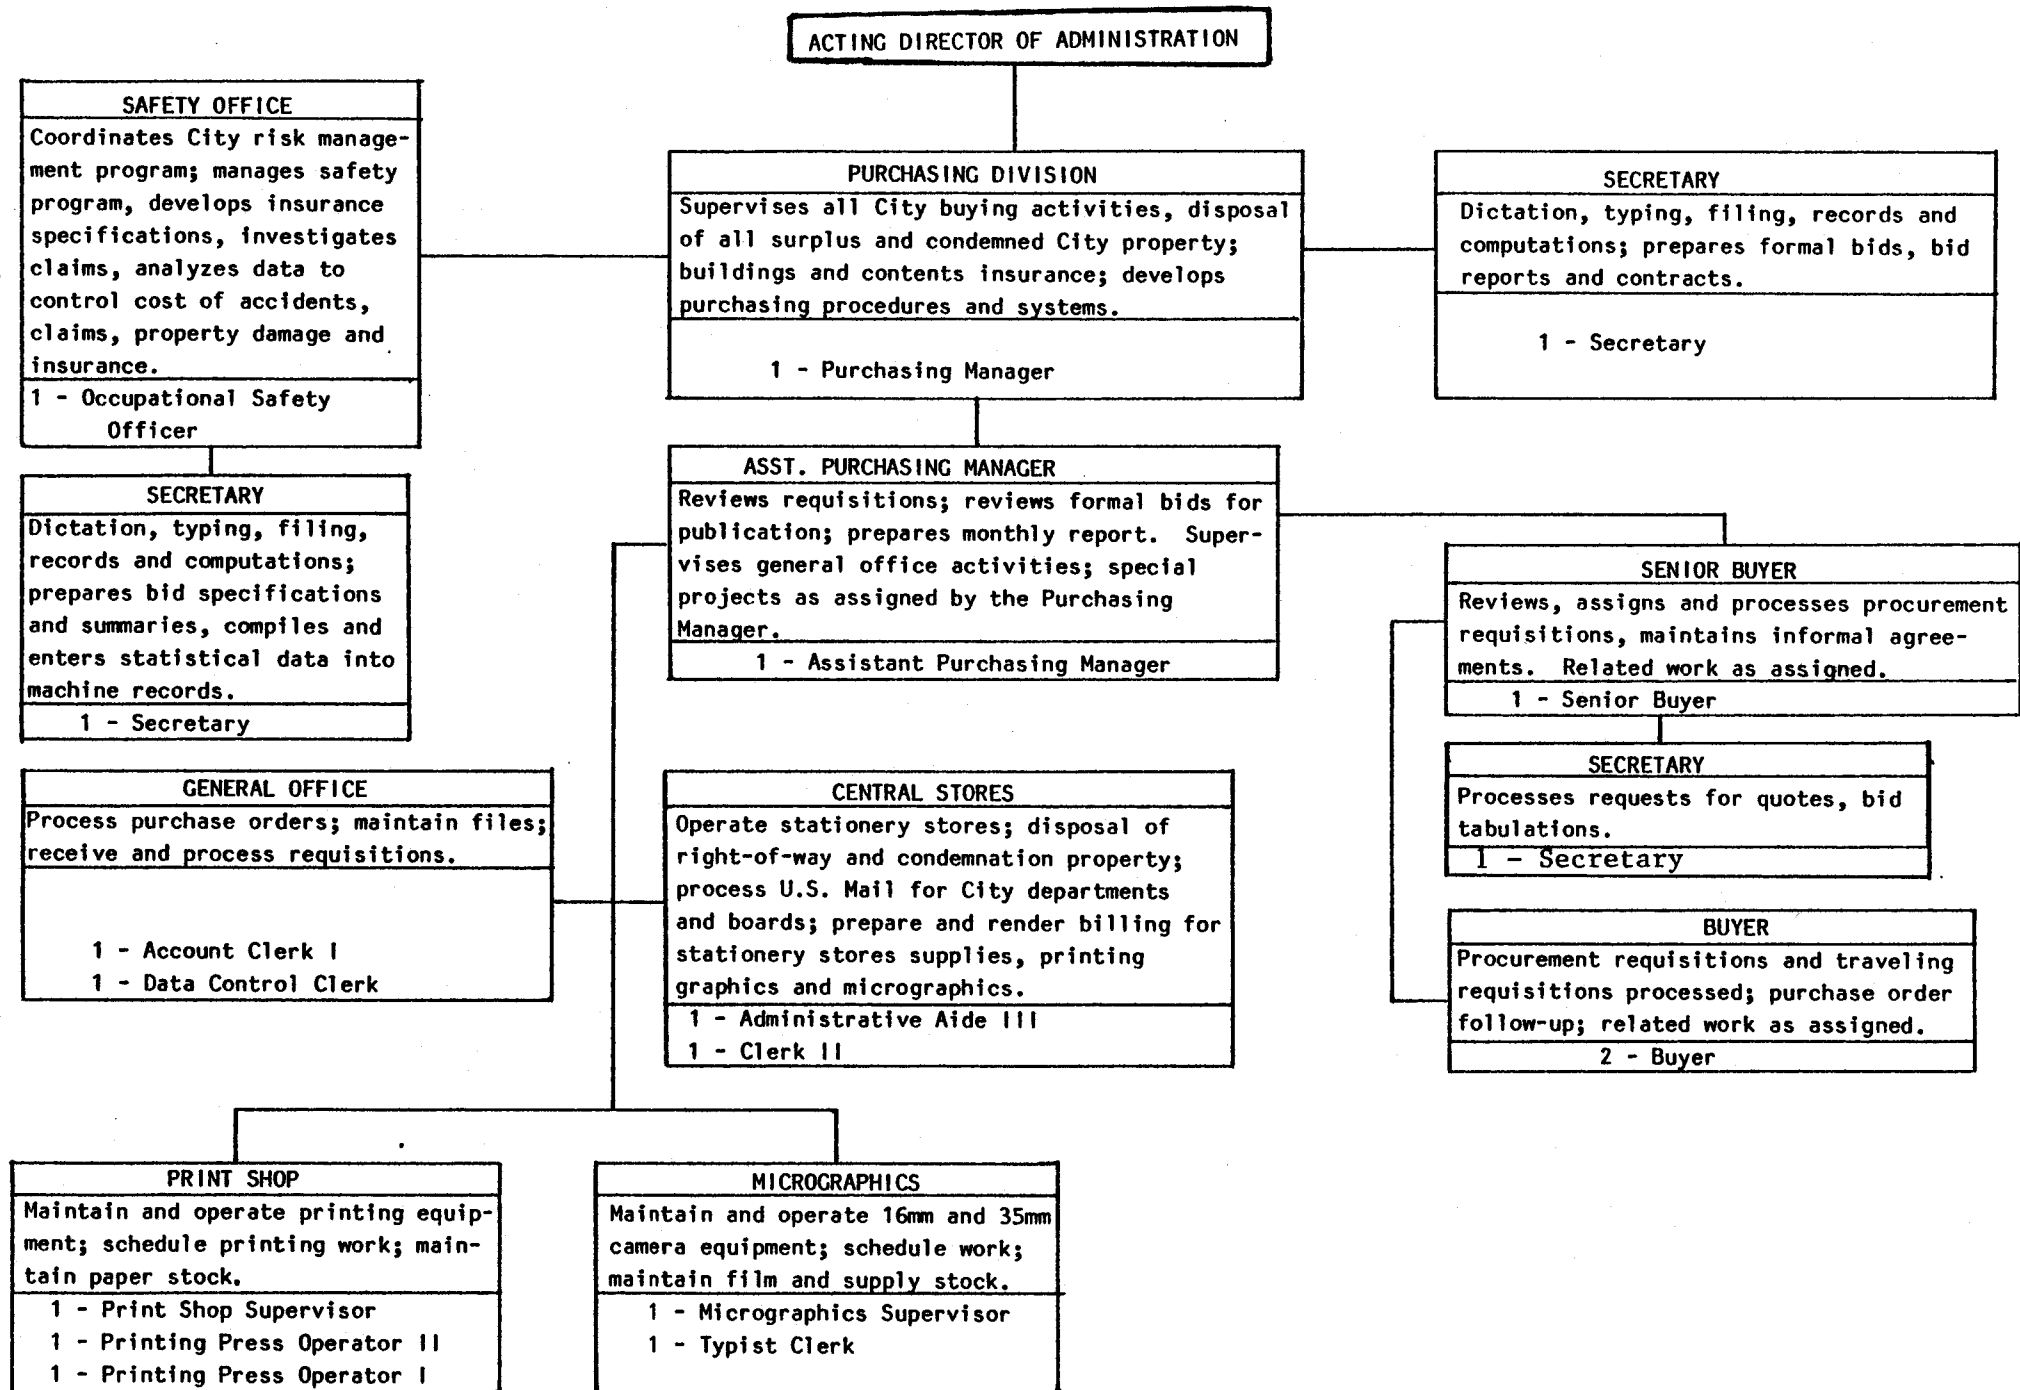 ACTING DIRECTOR OF ADMINISTRATION
SAFETY OFFICE
Coordinates City risk manage-
ment program; manages safety
program, develops insurance
specifications, investigates
claims, analyzes data to
control cost of accidents,
claims, property damage and
insurance.
1 - Occupational Safety
Officer
PURCHASING DIVISION
Supervises all City buying activities, disposal
of all surplus and condemned City property;
buildings and contents insurance; develops
purchasing procedures and systems.
1 - Purchasing Manager
SECRETARY
Dictation, typing, filing, records and
computations; prepares formal bids, bid
reports and contracts.
1 - Secretary
SECRETARY
Dictation, typing, filing,
records and computations;
prepares bid specifications
and summaries, compiles and
enters statistical data into
machine records.
1 - Secretary
ASST. PURCHASING MANAGER
Reviews requisitions; reviews formal bids for
publication; prepares monthly report. Super-
vises general office activities; special
projects as assigned by the Purchasing
Manager.
1 - Assistant Purchasing Manager
SENIOR BUYER
Reviews, assigns and processes procurement
requisitions, maintains informal agree-
ments. Related work as assigned.
1 - Senior Buyer
SECRETARY
Processes requests for quotes, bid
tabulations.
1 - Secretary
GENERAL OFFICE
Process purchase orders; maintain files;
receive and process requisitions.
1 - Account Clerk I
1 - Data Control Clerk
CENTRAL STORES
Operate stationery stores; disposal of
right-of-way and condemnation property;
process U.S. Mail for City departments
and boards; prepare and render billing for
stationery stores supplies, printing
graphics and micrographics.
1 - Administrative Aide III
1 - Clerk II
BUYER
Procurement requisitions and traveling
requisitions processed; purchase order
follow-up; related work as assigned.
2 - Buyer
PRINT SHOP
Maintain and operate printing equip-
ment; schedule printing work; main-
tain paper stock.
1 - Print Shop Supervisor
1 - Printing Press Operator II
1 - Printing Press Operator I
MICROGRAPHICS
Maintain and operate 16mm and 35mm
camera equipment; schedule work;
maintain film and supply stock.
1 - Micrographics Supervisor
1 - Typist Clerk